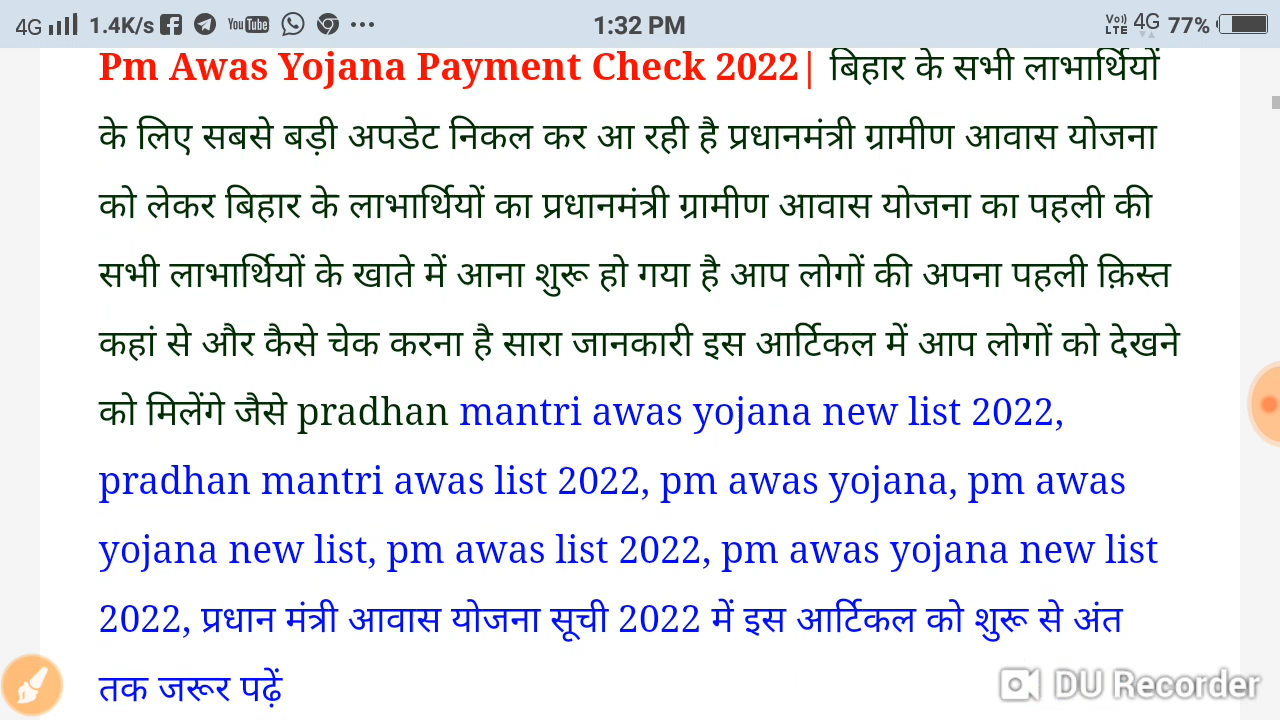 4G 1.4K/s You Tube 1:32 PM Vo) LTE 4G 77%
Pm Awas Yojana Payment Check 2022| बिहार के सभी लाभार्थियों
के लिए सबसे बड़ी अपडेट निकल कर आ रही है प्रधानमंत्री ग्रामीण आवास योजना
को लेकर बिहार के लाभार्थियों का प्रधानमंत्री ग्रामीण आवास योजना का पहली की
सभी लाभार्थियों के खाते में आना शुरू हो गया है आप लोगों की अपना पहली क़िस्त
कहां से और कैसे चेक करना है सारा जानकारी इस आर्टिकल में आप लोगों को देखने
को मिलेंगे जैसे pradhan mantri awas yojana new list 2022,
pradhan mantri awas list 2022, pm awas yojana, pm awas
yojana new list, pm awas list 2022, pm awas yojana new list
2022, प्रधान मंत्री आवास योजना सूची 2022 में इस आर्टिकल को शुरू से अंत
तक जरूर पढ़ें
DU Recorder